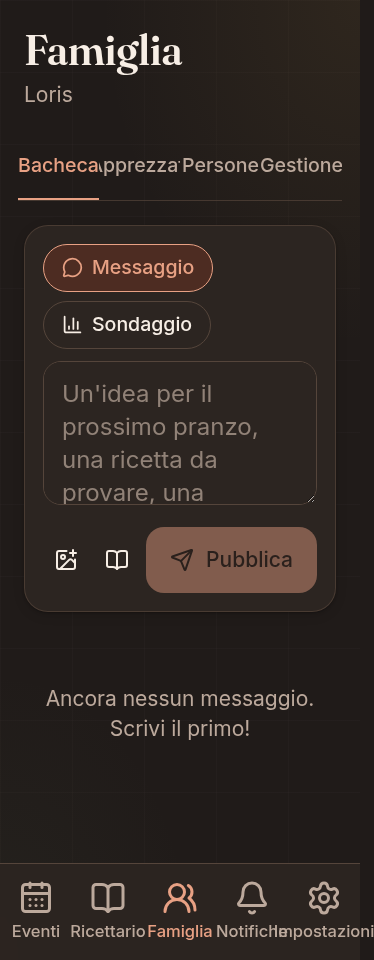 Famiglia
Loris
Bacheca pprezza Persone Gestione
Messaggio
Sondaggio
Un'idea per il
prossimo pranzo,
una ricetta da
provare, una
Pubblica
Ancora nessun messaggio.
Scrivi il primo!
Eventi Ricettario Famiglia Notifiche Impostazioni